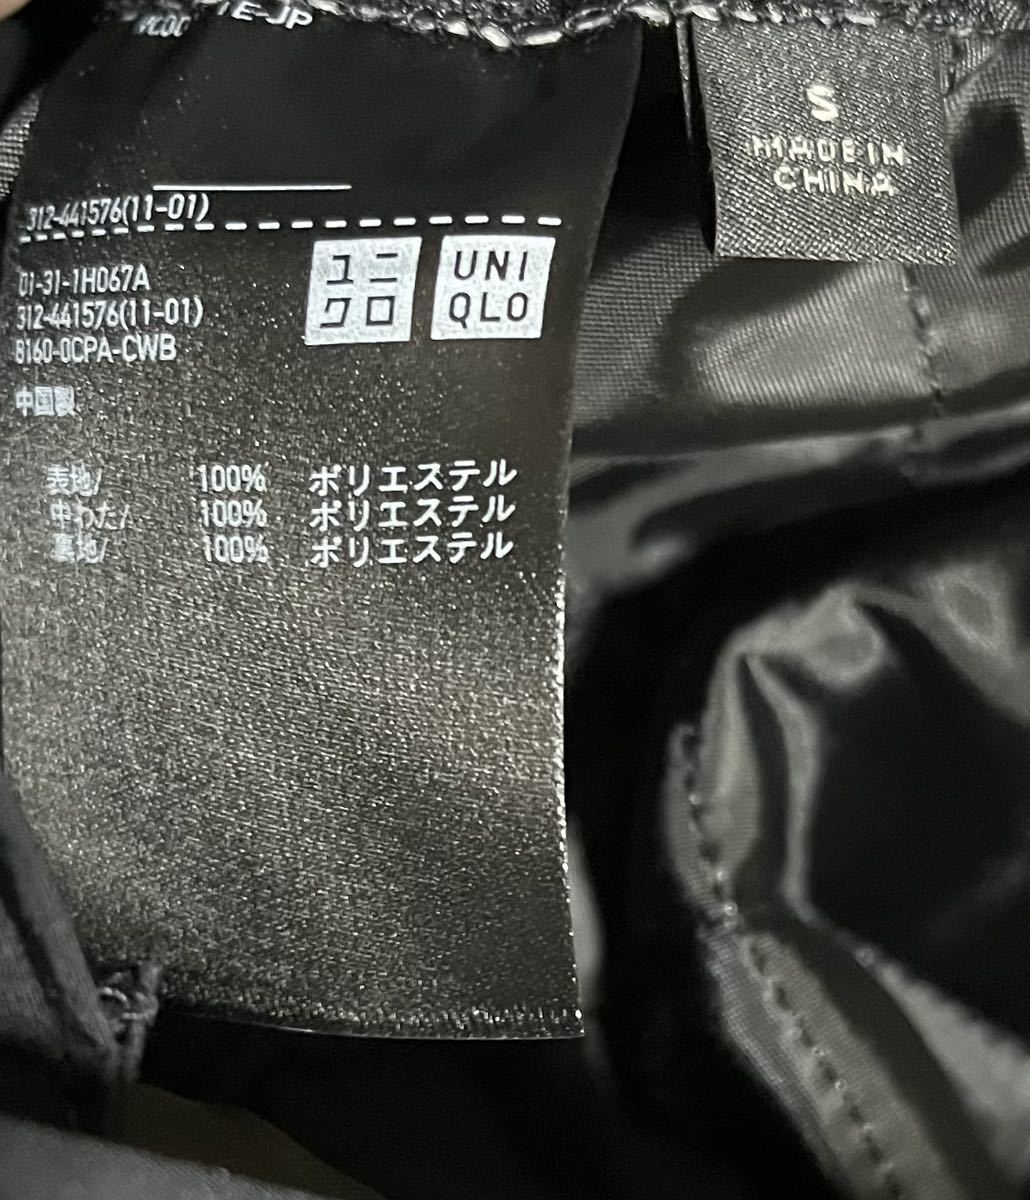 TE-JP
S
MADE IN
CHINA
312-441576(11-01)
ユニ
クロ
UNI
QLO
01-31-1H067A
312-441576(11-01)
8160-0CPA-CWB
中国製
表地/ 100% ポリエステル
中わた/ 100% ポリエステル
裏地/ 100% ポリエステル